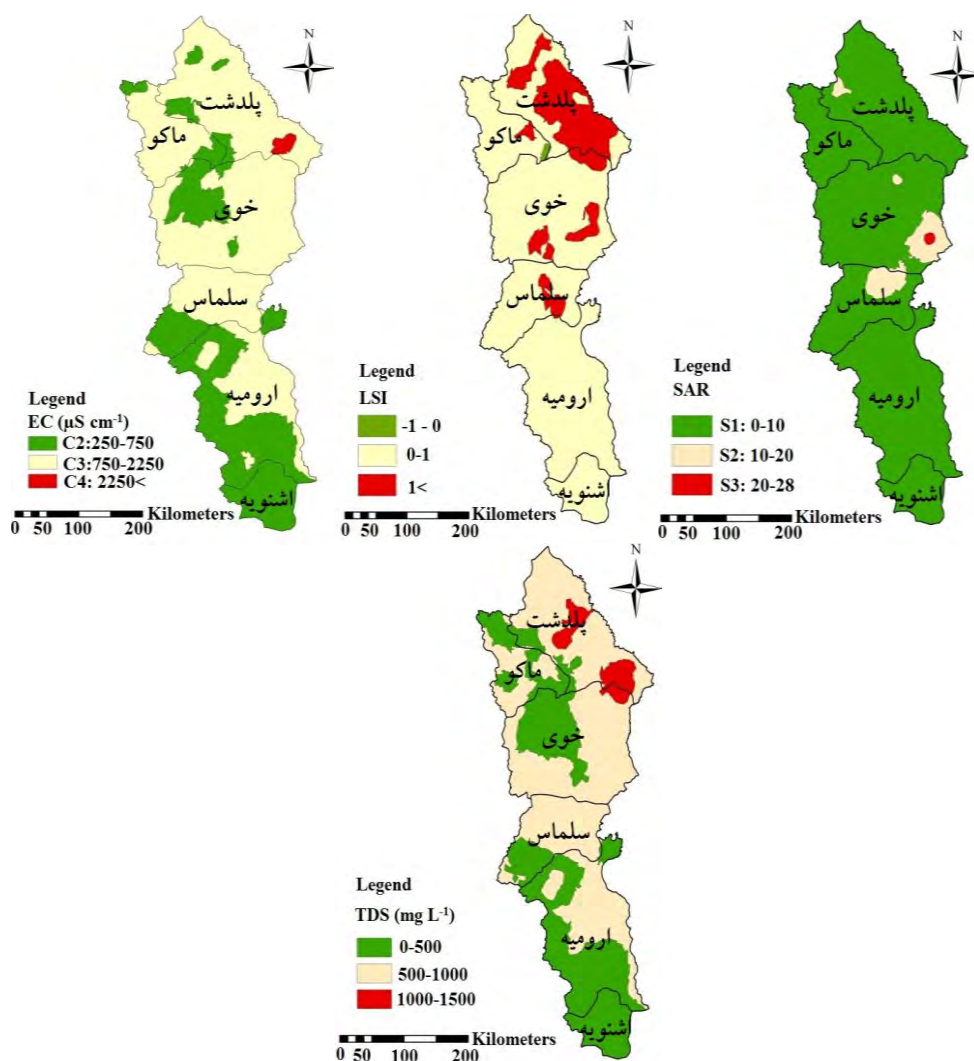 N
پلدشت
ماکو
خوی
سلماس
ارومیه
اشنویه
Legend
EC (µS cm⁻¹)
C2:250-750
C3:750-2250
C4: 2250<
Kilometers
0 50 100 200
N
پلدشت
ماکو
خوی
سلماس
ارومیه
اشنویه
Legend
LSI
-1 - 0
0-1
1<
Kilometers
0 50 100 200
N
پلدشت
ماکو
خوی
سلماس
ارومیه
اشنویه
Legend
SAR
S1: 0-10
S2: 10-20
S3: 20-28
Kilometers
0 50 100 200
N
پلدشت
ماکو
خوی
سلماس
ارومیه
اشنویه
Legend
TDS (mg L⁻¹)
0-500
500-1000
1000-1500
Kilometers
0 50 100 200